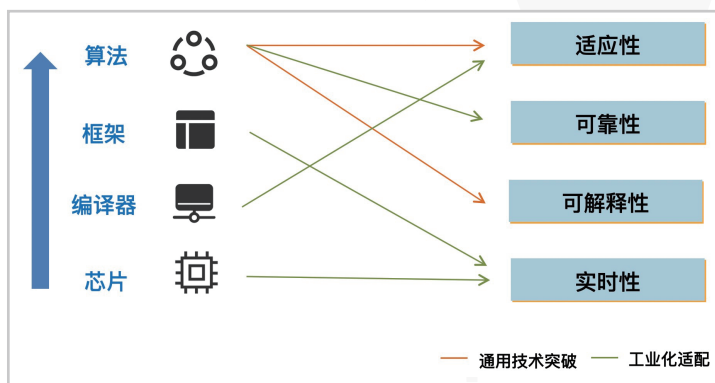 算法
适应性
框架
可靠性
编译器
可解释性
芯片
实时性
通用技术突破
工业化适配